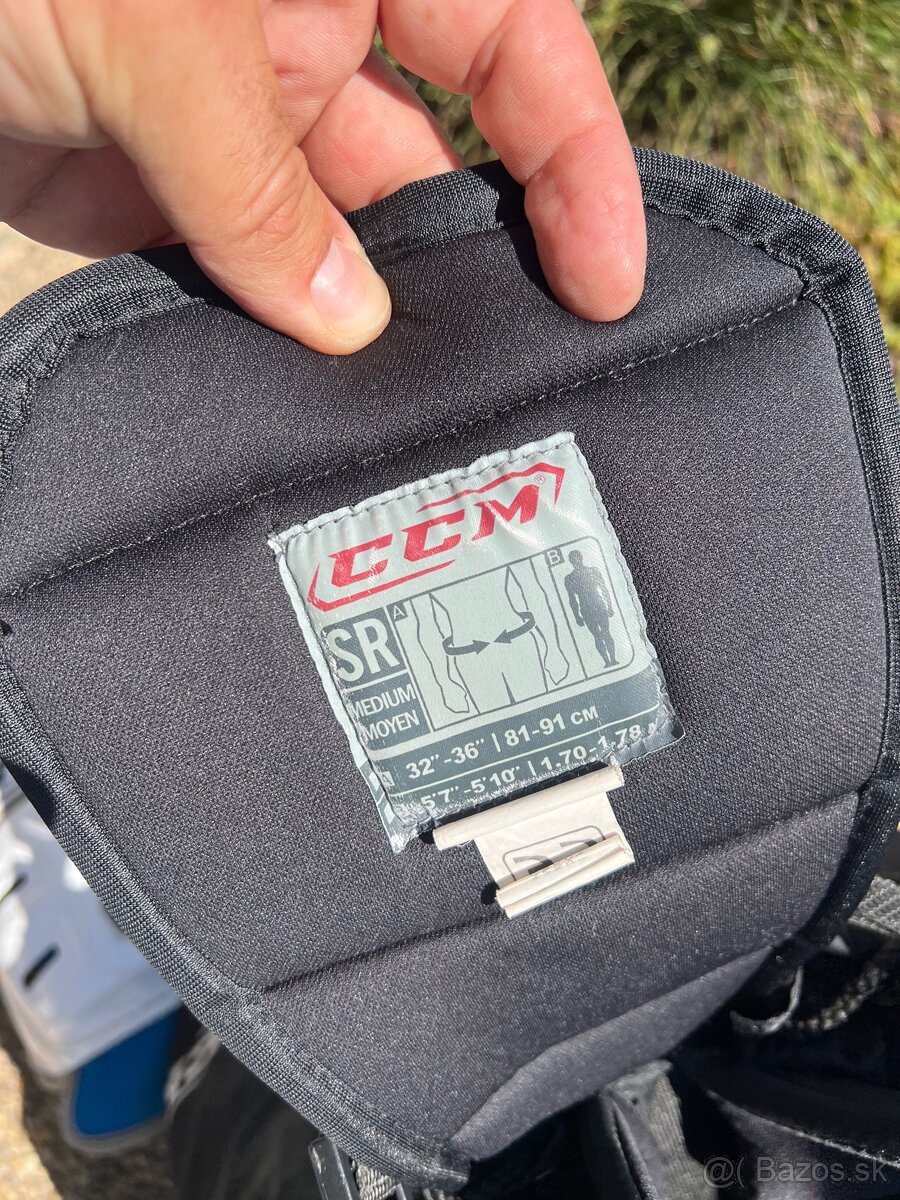 CCM®
A
B
SR
MEDIUM
MOYEN
A 32" -36" | 81-91 CM
5'7" -5'10" | 1.70-1.78
@( Bazos.sk